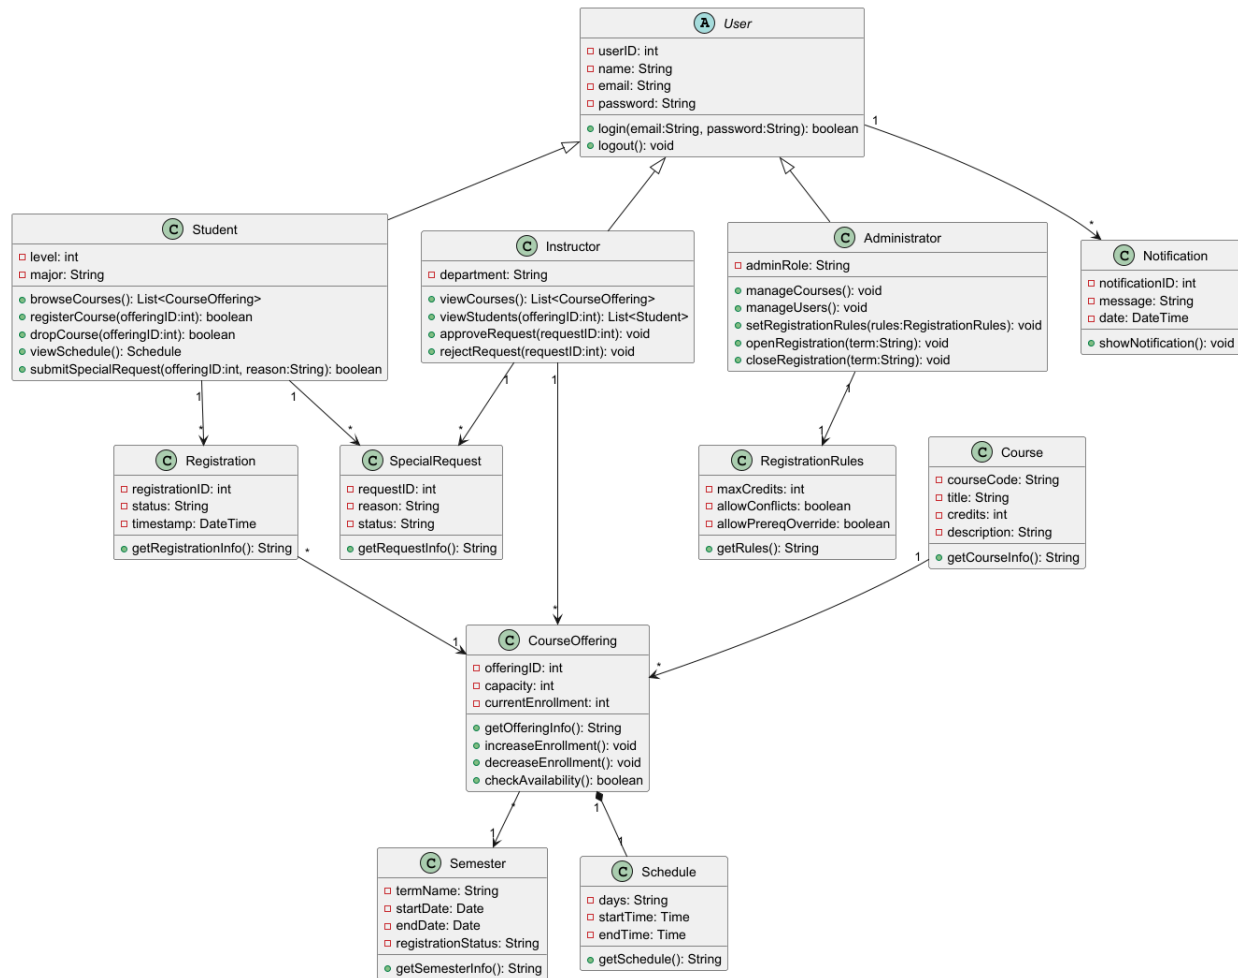 A User
userID: int
name: String
email: String
password: String
login(email:String, password:String): boolean
logout(): void
1
*
C Student
level: int
major: String
browseCourses(): List<CourseOffering>
registerCourse(offeringID:int): boolean
dropCourse(offeringID:int): boolean
viewSchedule(): Schedule
submitSpecialRequest(offeringID:int, reason:String): boolean
C Instructor
department: String
viewCourses(): List<CourseOffering>
viewStudents(offeringID:int): List<Student>
approveRequest(requestID:int): void
rejectRequest(requestID:int): void
C Administrator
adminRole: String
manageCourses(): void
manageUsers(): void
setRegistrationRules(rules:RegistrationRules): void
openRegistration(term:String): void
closeRegistration(term:String): void
C Notification
notificationID: int
message: String
date: DateTime
showNotification(): void
1
1
1
1
1
*
*
*
1
C Registration
registrationID: int
status: String
timestamp: DateTime
getRegistrationInfo(): String
C SpecialRequest
requestID: int
reason: String
status: String
getRequestInfo(): String
C RegistrationRules
maxCredits: int
allowConflicts: boolean
allowPrereqOverride: boolean
getRules(): String
C Course
courseCode: String
title: String
credits: int
description: String
getCourseInfo(): String
*
1
*
1
*
C CourseOffering
offeringID: int
capacity: int
currentEnrollment: int
getOfferingInfo(): String
increaseEnrollment(): void
decreaseEnrollment(): void
checkAvailability(): boolean
*
1
1
1
C Semester
termName: String
startDate: Date
endDate: Date
registrationStatus: String
getSemesterInfo(): String
C Schedule
days: String
startTime: Time
endTime: Time
getSchedule(): String